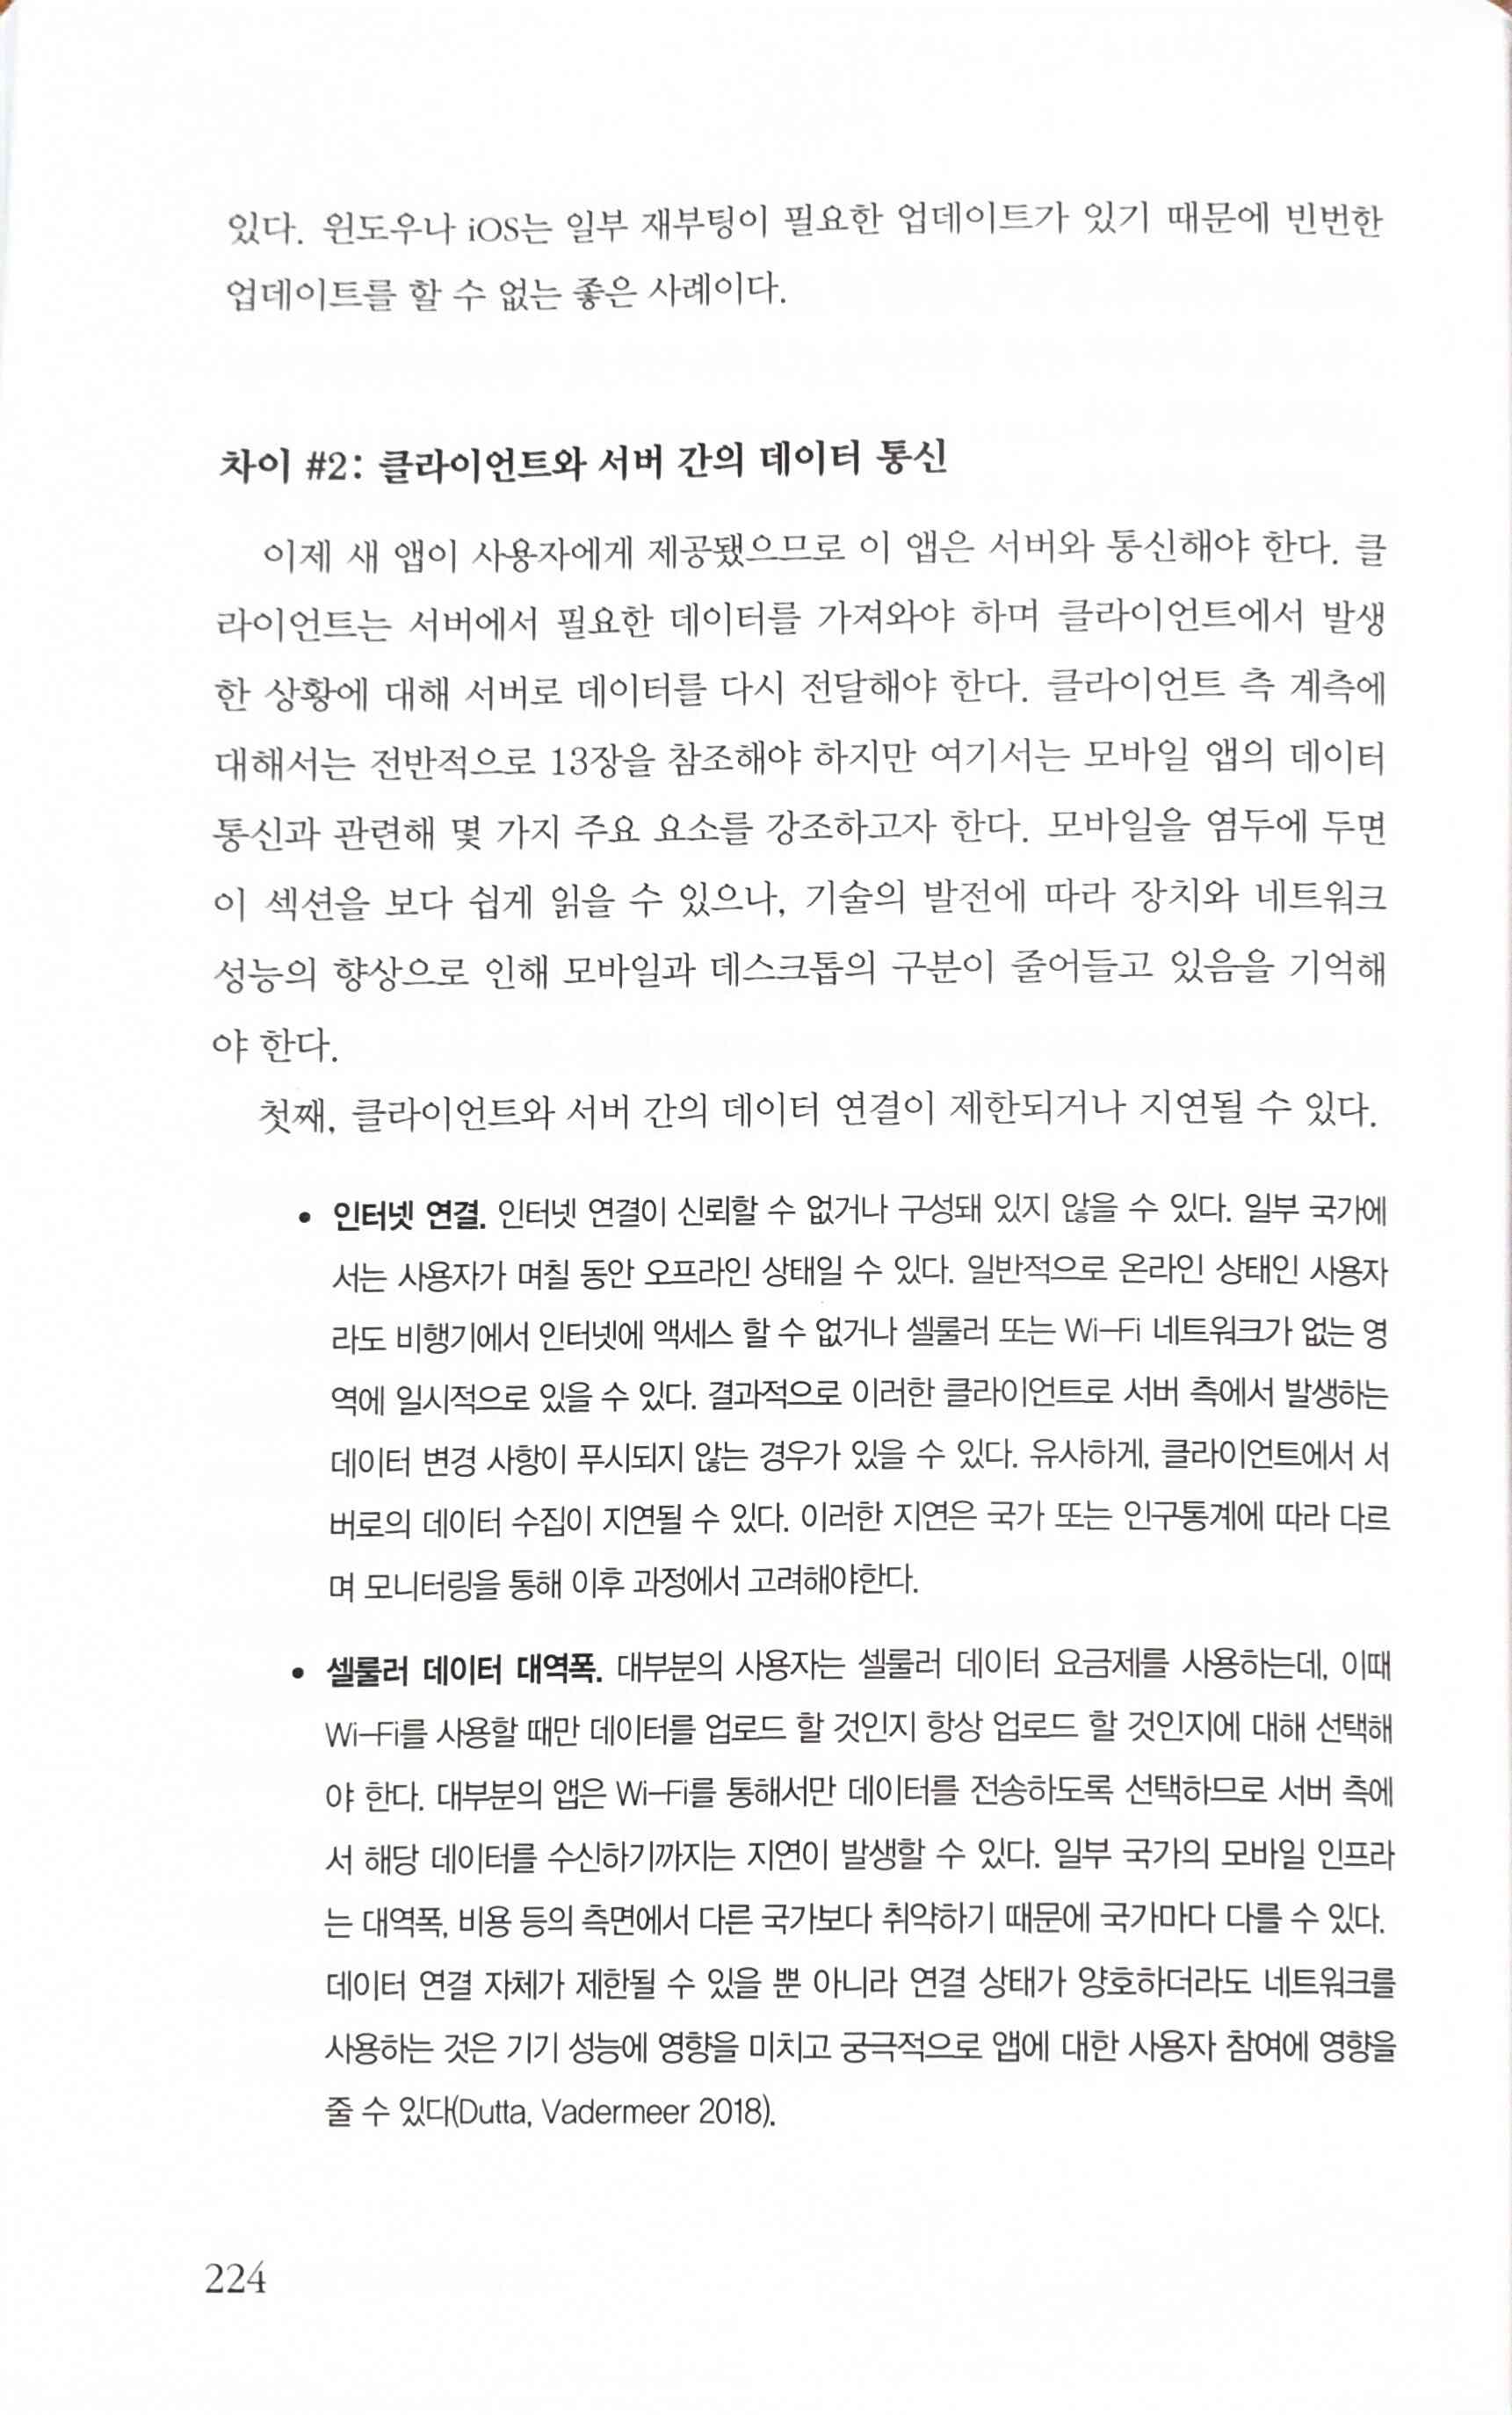 있다. 윈도우나 iOS는 일부 재부팅이 필요한 업데이트가 있기 때문에 빈번한
업데이트를 할 수 없는 좋은 사례이다.
차이 #2: 클라이언트와 서버 간의 데이터 통신
이제 새 앱이 사용자에게 제공됐으므로 이 앱은 서버와 통신해야 한다. 클
라이언트는 서버에서 필요한 데이터를 가져와야 하며 클라이언트에서 발생
한 상황에 대해 서버로 데이터를 다시 전달해야 한다. 클라이언트 측 계측에
대해서는 전반적으로 13장을 참조해야 하지만 여기서는 모바일 앱의 데이터
통신과 관련해 몇 가지 주요 요소를 강조하고자 한다. 모바일을 염두에 두면
이 섹션을 보다 쉽게 읽을 수 있으나, 기술의 발전에 따라 장치와 네트워크
성능의 향상으로 인해 모바일과 데스크톱의 구분이 줄어들고 있음을 기억해
야 한다.
첫째, 클라이언트와 서버 간의 데이터 연결이 제한되거나 지연될 수 있다.
• 인터넷 연결. 인터넷 연결이 신뢰할 수 없거나 구성돼 있지 않을 수 있다. 일부 국가에
서는 사용자가 며칠 동안 오프라인 상태일 수 있다. 일반적으로 온라인 상태인 사용자
라도 비행기에서 인터넷에 액세스 할 수 없거나 셀룰러 또는 Wi-Fi 네트워크가 없는 영
역에 일시적으로 있을 수 있다. 결과적으로 이러한 클라이언트로 서버 측에서 발생하는
데이터 변경 사항이 푸시되지 않는 경우가 있을 수 있다. 유사하게, 클라이언트에서 서
버로의 데이터 수집이 지연될 수 있다. 이러한 지연은 국가 또는 인구통계에 따라 다르
며 모니터링을 통해 이후 과정에서 고려해야한다.
• 셀룰러 데이터 대역폭. 대부분의 사용자는 셀룰러 데이터 요금제를 사용하는데, 이때
Wi-Fi를 사용할 때만 데이터를 업로드 할 것인지 항상 업로드 할 것인지에 대해 선택해
야 한다. 대부분의 앱은 Wi-Fi를 통해서만 데이터를 전송하도록 선택하므로 서버 측에
서 해당 데이터를 수신하기까지는 지연이 발생할 수 있다. 일부 국가의 모바일 인프라
는 대역폭, 비용 등의 측면에서 다른 국가보다 취약하기 때문에 국가마다 다를 수 있다.
데이터 연결 자체가 제한될 수 있을 뿐 아니라 연결 상태가 양호하더라도 네트워크를
사용하는 것은 기기 성능에 영향을 미치고 궁극적으로 앱에 대한 사용자 참여에 영향을
줄 수 있다(Dutta, Vadermeer 2018).
224